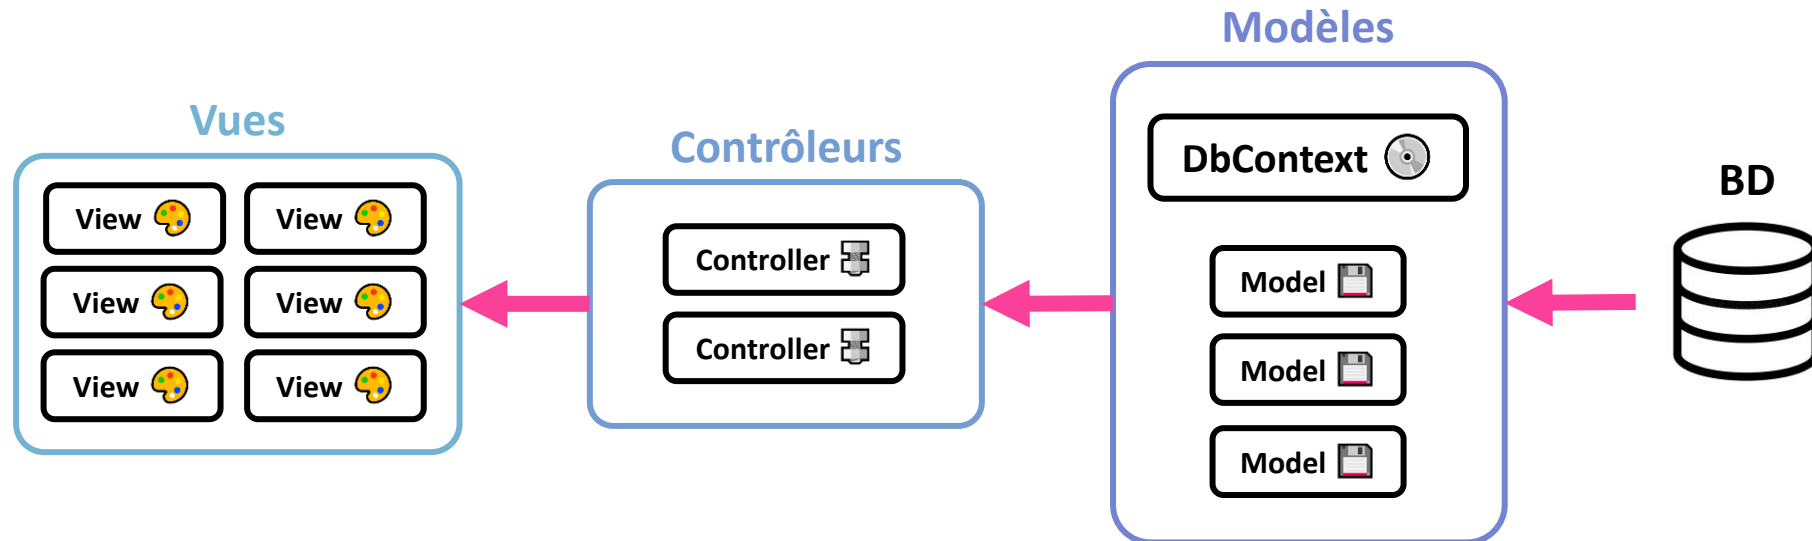 Vues
View
View
View
View
View
View
Contrôleurs
Controller
Controller
Modèles
DbContext
Model
Model
Model
BD